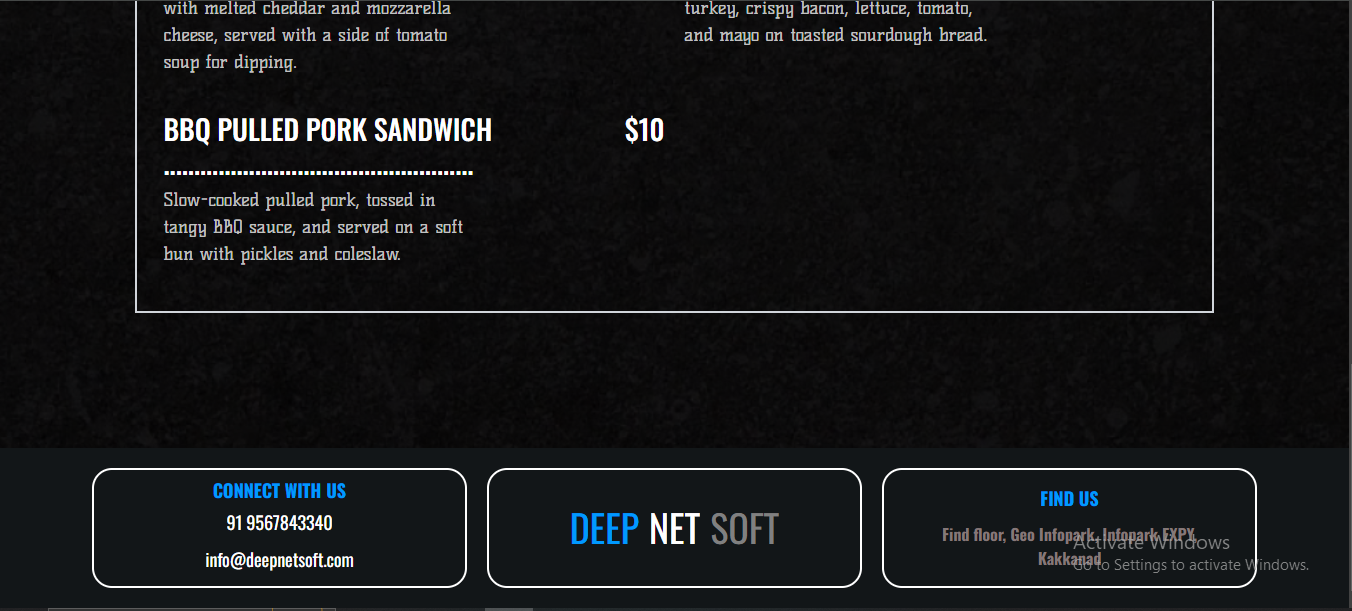 with melted cheddar and mozzarella
cheese, served with a side of tomato
soup for dipping.
turkey, crispy bacon, lettuce, tomato,
and mayo on toasted sourdough bread.
BBQ PULLED PORK SANDWICH $10
Slow-cooked pulled pork, tossed in
tangy BBQ sauce, and served on a soft
bun with pickles and coleslaw.
CONNECT WITH US
91 9567843340
info@deepnetsoft.com
DEEP NET SOFT
FIND US
Find floor, Geo Infopark, Infopark EXPY,
Kakkanad
Activate Windows
Go to Settings to activate Windows.